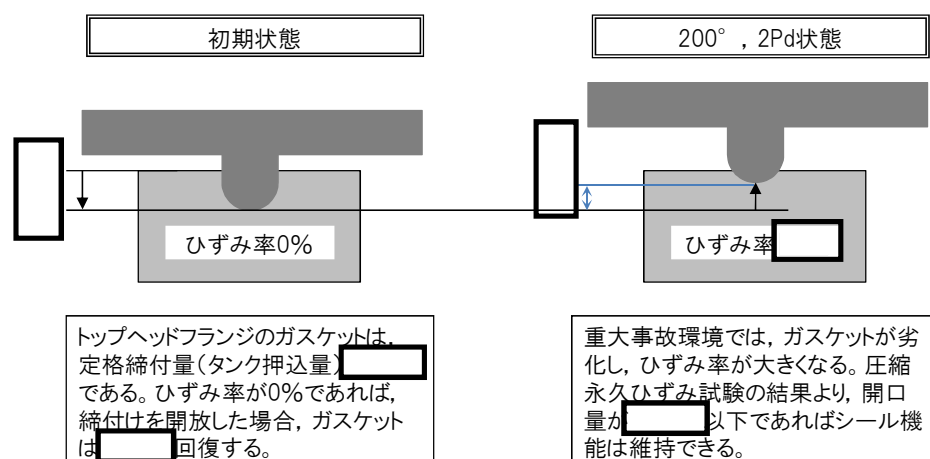 初期状態
200°,2Pd状態
ひずみ率0%
ひずみ率
トップヘッドフランジのガスケットは,
定格締付量(タンク押込量)
である。ひずみ率が0%であれば,
締付けを開放した場合, ガスケット
は 回復する。
重大事故環境では, ガスケットが劣
化し, ひずみ率が大きくなる。圧縮
永久ひずみ試験の結果より, 開口
量が 以下であればシール機
能は維持できる。